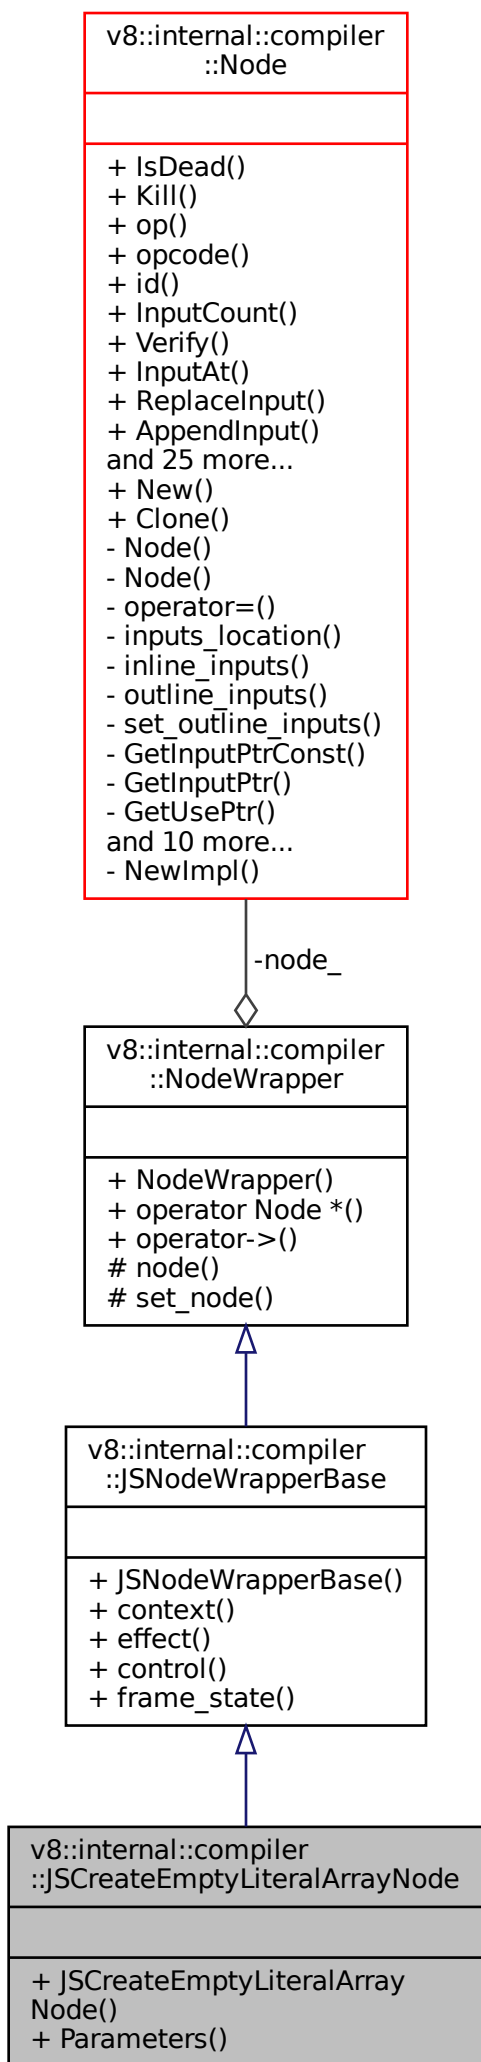 v8::internal::compiler
::Node
+ IsDead()
+ Kill()
+ op()
+ opcode()
+ id()
+ InputCount()
+ Verify()
+ InputAt()
+ ReplaceInput()
+ AppendInput()
and 25 more...
+ New()
+ Clone()
- Node()
- Node()
- operator=()
- inputs_location()
- inline_inputs()
- outline_inputs()
- set_outline_inputs()
- GetInputPtrConst()
- GetInputPtr()
- GetUsePtr()
and 10 more...
- NewImpl()
-node_
v8::internal::compiler
::NodeWrapper
+ NodeWrapper()
+ operator Node *()
+ operator->()
# node()
# set_node()
v8::internal::compiler
::JSNodeWrapperBase
+ JSNodeWrapperBase()
+ context()
+ effect()
+ control()
+ frame_state()
v8::internal::compiler
::JSCreateEmptyLiteralArrayNode
+ JSCreateEmptyLiteralArray
Node()
+ Parameters()